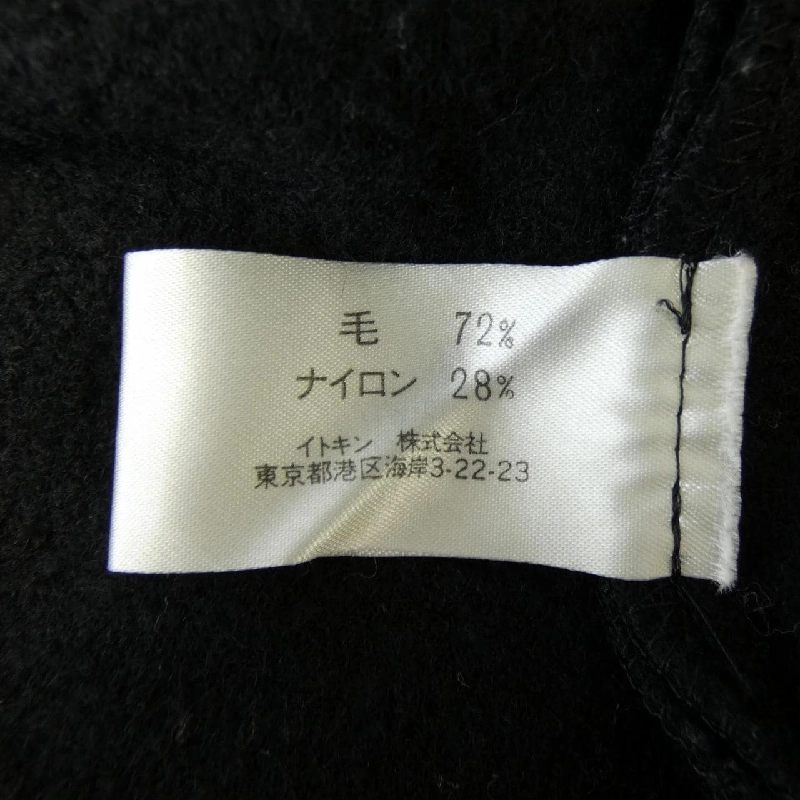 毛 72%
ナイロン 28%
イトキン 株式会社
東京都港区海岸3-22-23